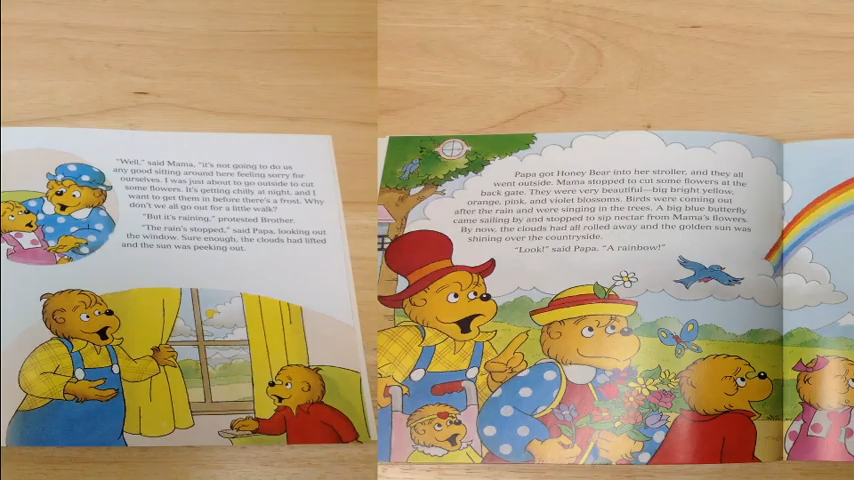 "Well," said Mama, "it's not going to do us
any good sitting around here feeling sorry for
ourselves. I was just about to go outside to cut
some flowers. It's getting chilly at night, and I
want to get them in before there's a frost. Why
don't we all go out for a little walk?
"But it's raining," protested Brother.
"The rain's stopped," said Papa, looking out
the window. Sure enough, the clouds had lifted
and the sun was peeking out.
Papa got Honey Bear into her stroller, and they all
went outside. Mama stopped to cut some flowers at the
back gate. They were very beautiful—big bright yellow,
orange, pink, and violet blossoms. Birds were coming out
after the rain and were singing in the trees. A big blue butterfly
came sailing by and stopped to sip nectar from Mama's flowers.
By now, the clouds had all rolled away and the golden sun was
shining over the countryside.
"Look!" said Papa. "A rainbow!"